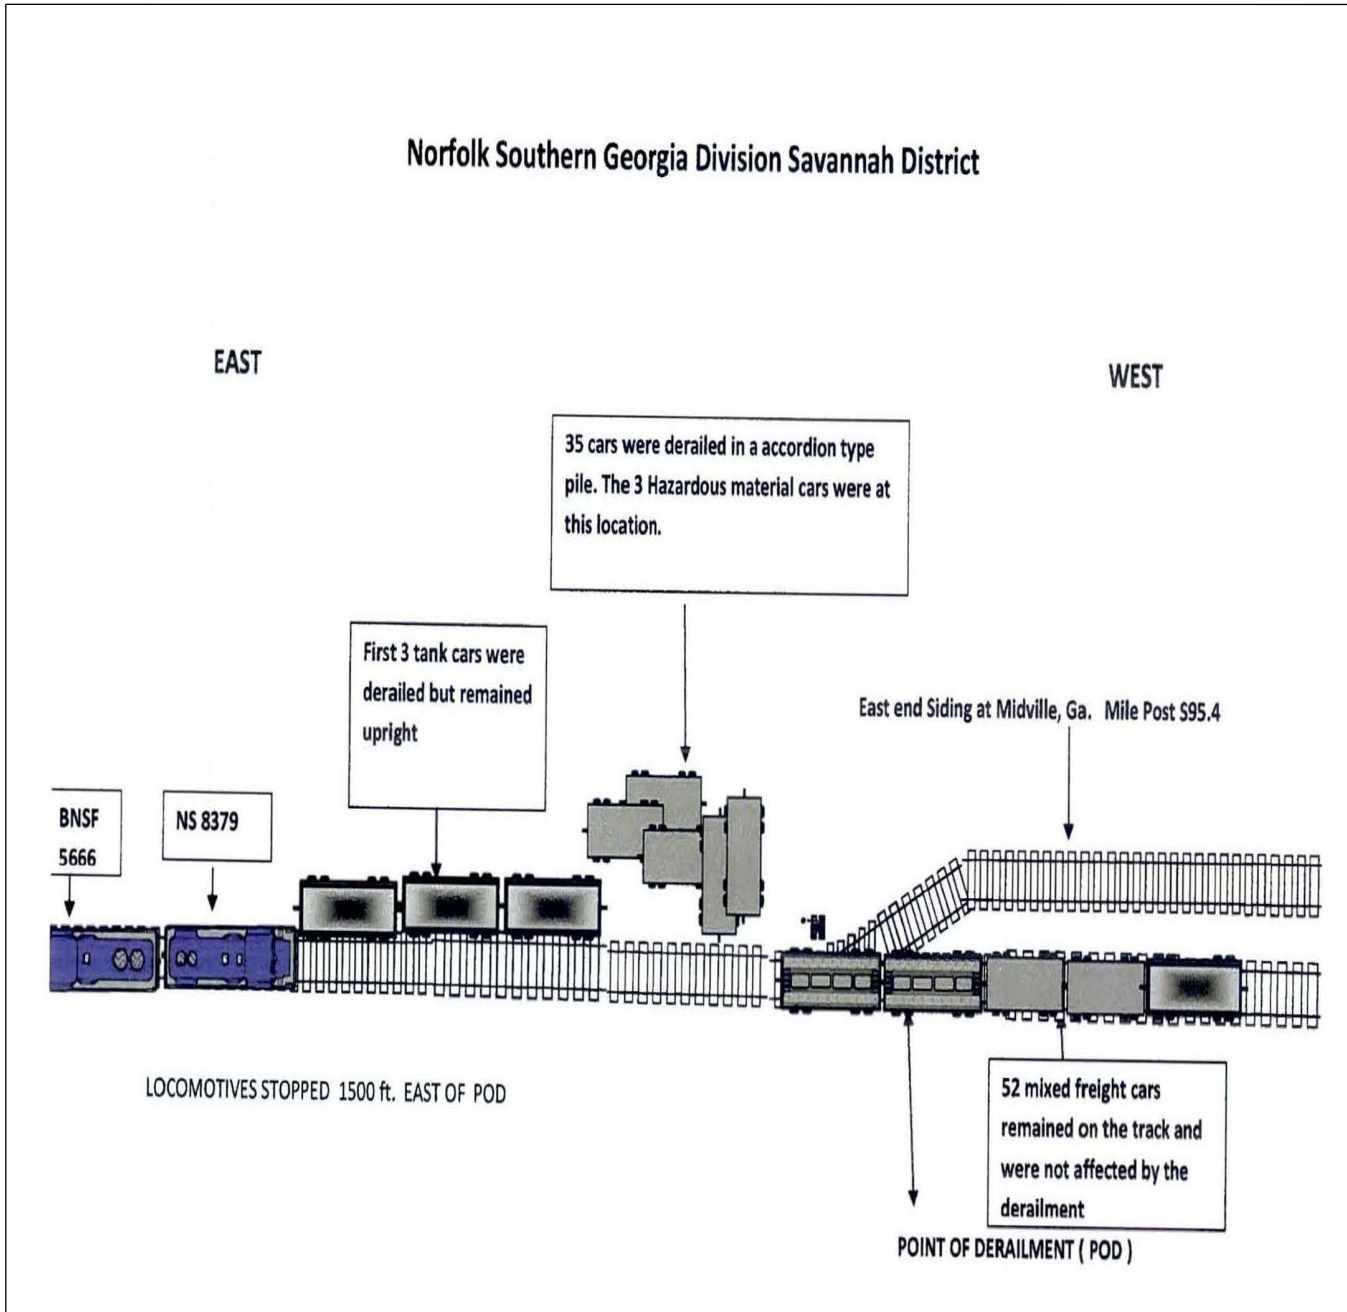 Norfolk Southern Georgia Division Savannah District
EAST
WEST
35 cars were derailed in a accordion type
pile. The 3 Hazardous material cars were at
this location.
First 3 tank cars were
derailed but remained
upright
East end Siding at Midville, Ga. Mile Post S95.4
BNSF
5666
NS 8379
LOCOMOTIVES STOPPED 1500 ft. EAST OF POD
52 mixed freight cars
remained on the track and
were not affected by the
derailment
POINT OF DERAILMENT ( POD )